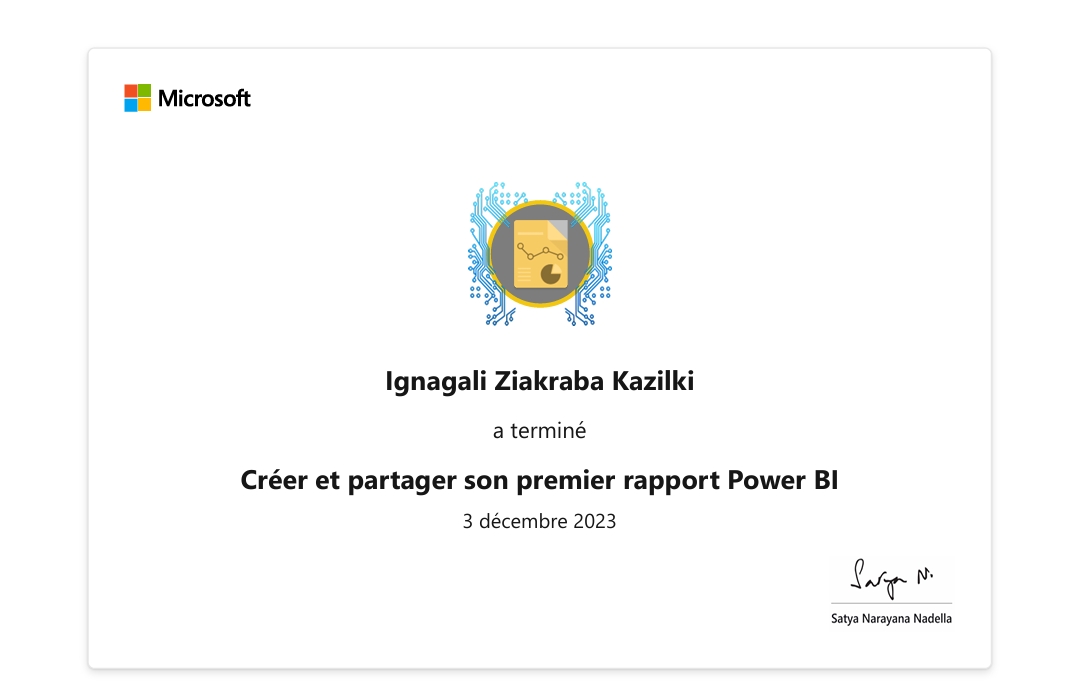 Microsoft
Ignagali Ziakraba Kazilki
a terminé
Créer et partager son premier rapport Power BI
3 décembre 2023
Satya N.
Satya Narayana Nadella